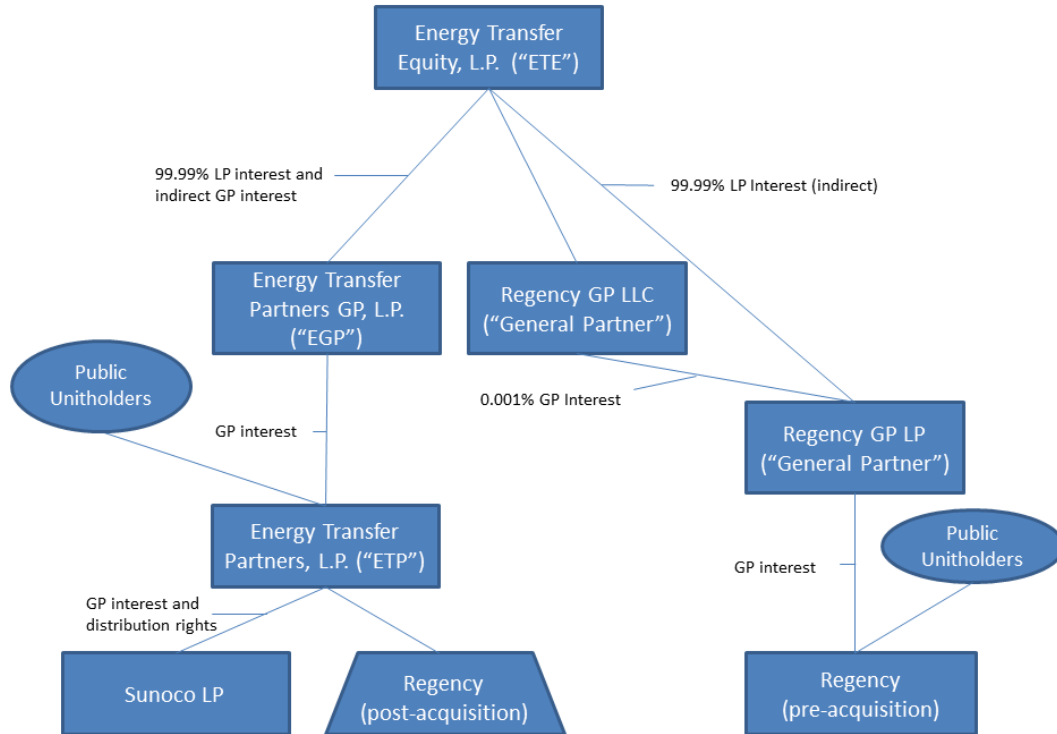 Energy Transfer
Equity, L.P. (“ETE”)
99.99% LP interest and
indirect GP interest
99.99% LP Interest (indirect)
Energy Transfer
Partners GP, L.P.
(“EGP”)
Regency GP LLC
(“General Partner”)
Public
Unitholders
0.001% GP Interest
GP interest
Regency GP LP
(“General Partner”)
Energy Transfer
Partners, L.P. (“ETP”)
Public
Unitholders
GP interest
GP interest and
distribution rights
Sunoco LP
Regency
(post-acquisition)
Regency
(pre-acquisition)